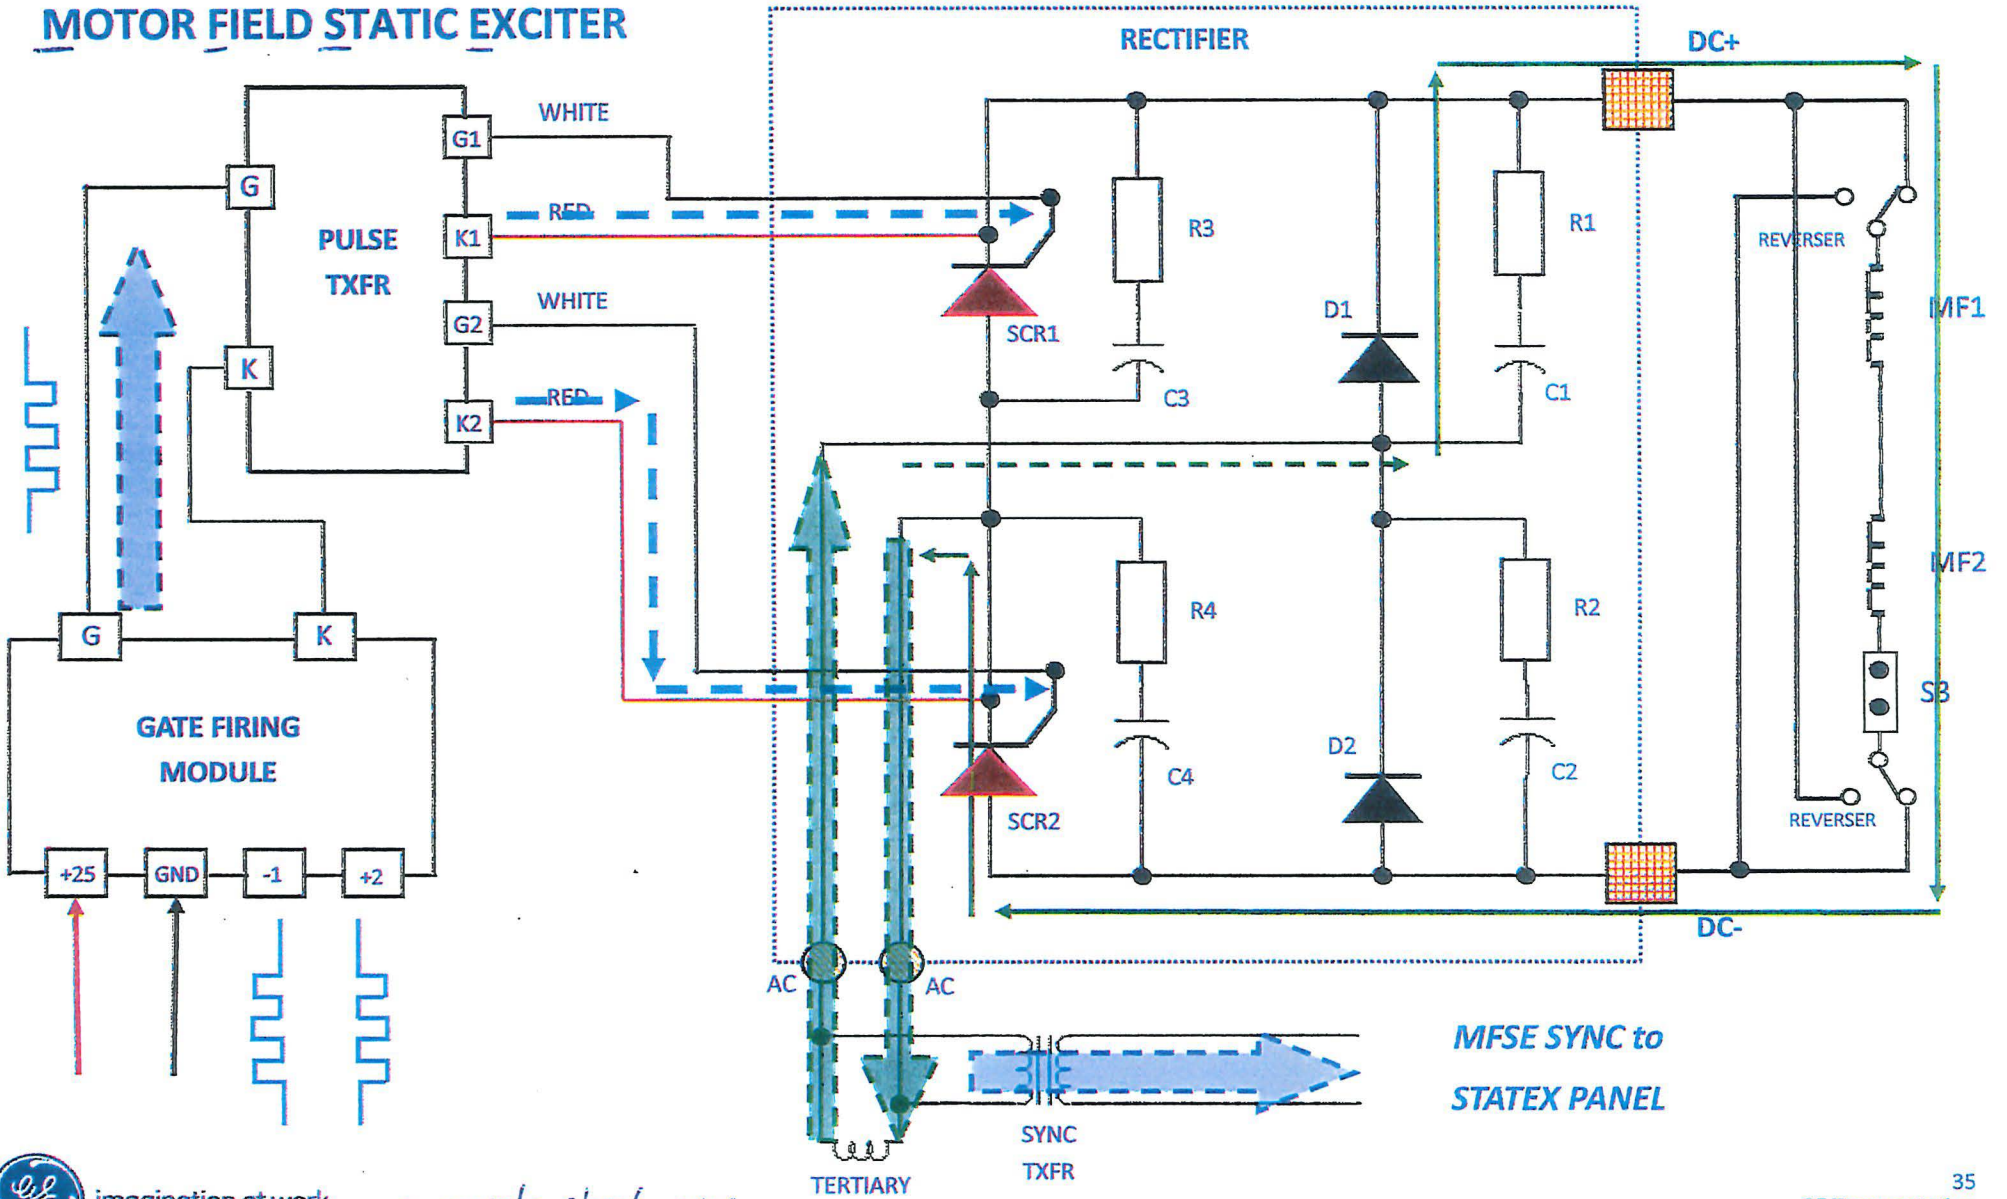 MOTOR FIELD STATIC EXCITER
RECTIFIER
DC+
WHITE
G1
G
RED
K1
PULSE
TXFR
R3
R1
REVERSER
WHITE
G2
SCR1
D1
MF1
K
RED
K2
C3
C1
R4
R2
MF2
G
K
S3
GATE FIRING
MODULE
D2
C4
C2
SCR2
REVERSER
+25
GND
-1
+2
DC-
AC
AC
MFSE SYNC to
STATEX PANEL
SYNC
TXFR
TERTIARY
35
imagination at work